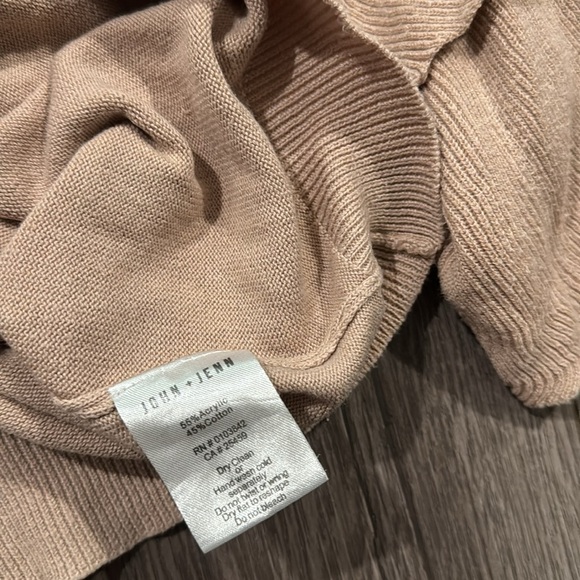 JOHN + JENN
55%Acrylic
45%Cotton
RN # 0103642
CA # 25459
Dry Clean
or
Hand wash cold
separately
Do not twist or wring
Dry flat to reshape
Do not bleach